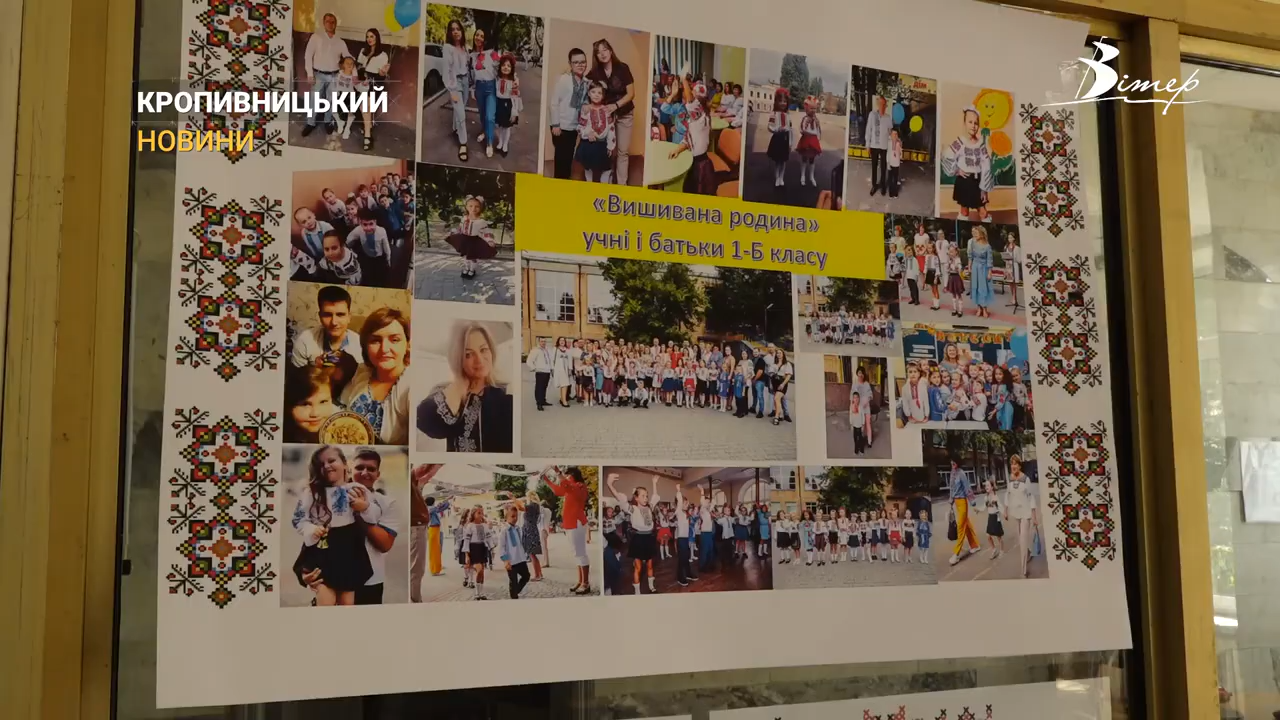 КРОПИВНИЦЬКИЙ
НОВИНИ
Вітер
«Вишивана родина»
учні і батьки 1-Б класу